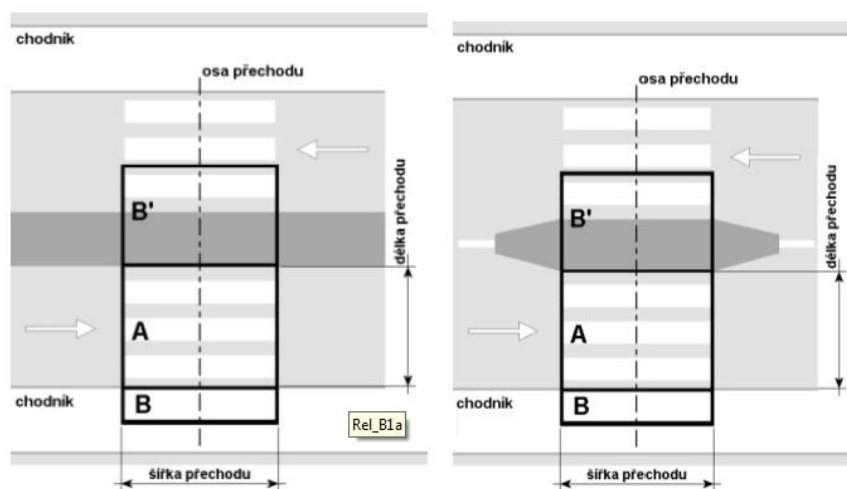 chodník
osa přechodu
B'
délka přechodu
A
chodník
B
Rel_B1a
šířka přechodu
chodník
osa přechodu
B'
délka přechodu
A
chodník
B
šířka přechodu